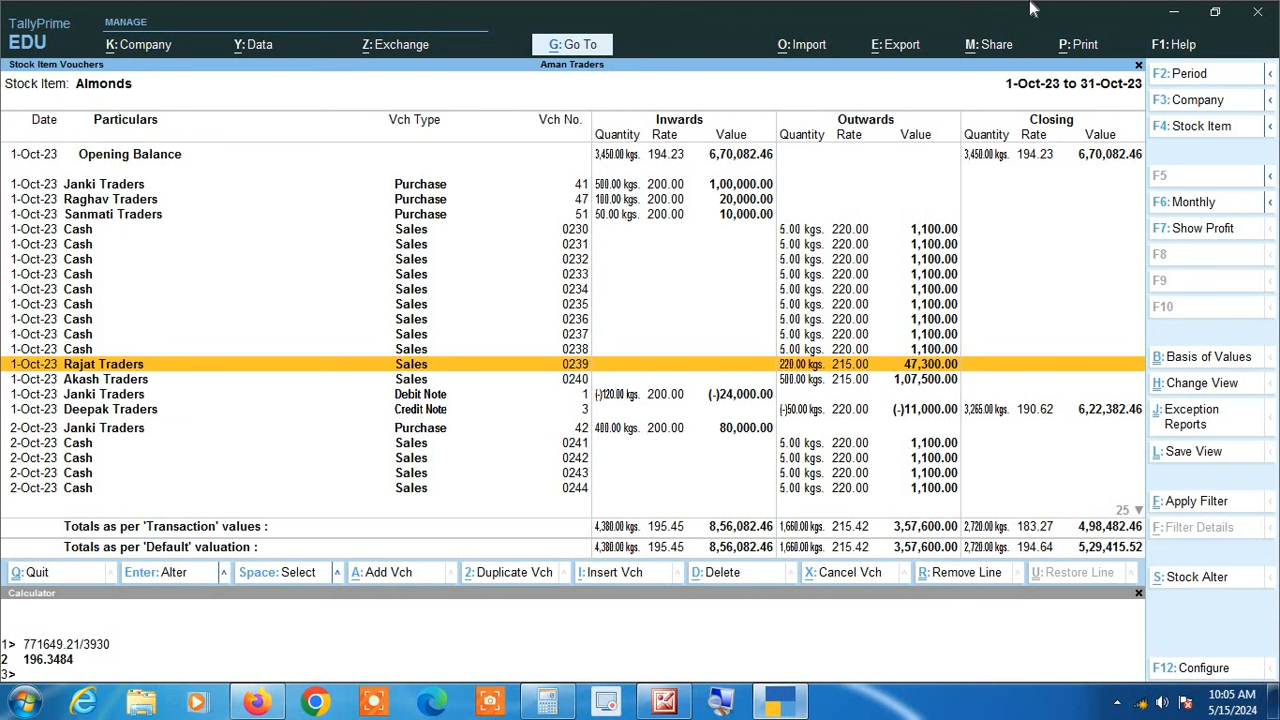 TallyPrime
EDU
MANAGE
K: Company
Y: Data
Z: Exchange
G: Go To
O: Import
E: Export
M: Share
P: Print
F1: Help
Stock Item Vouchers
Aman Traders
Stock Item: Almonds
1-Oct-23 to 31-Oct-23
Date Particulars Vch Type Vch No. Inwards Outwards Closing
Quantity Rate Value Quantity Rate Value Quantity Rate Value
1-Oct-23 Opening Balance 3,450.00 kgs. 194.23 6,70,082.46 3,450.00 kgs. 194.23 6,70,082.46
1-Oct-23 Janki Traders Purchase 41 500.00 kgs. 200.00 1,00,000.00
1-Oct-23 Raghav Traders Purchase 47 100.00 kgs. 200.00 20,000.00
1-Oct-23 Sanmati Traders Purchase 51 50.00 kgs. 200.00 10,000.00
1-Oct-23 Cash Sales 0230 5.00 kgs. 220.00 1,100.00
1-Oct-23 Cash Sales 0231 5.00 kgs. 220.00 1,100.00
1-Oct-23 Cash Sales 0232 5.00 kgs. 220.00 1,100.00
1-Oct-23 Cash Sales 0233 5.00 kgs. 220.00 1,100.00
1-Oct-23 Cash Sales 0234 5.00 kgs. 220.00 1,100.00
1-Oct-23 Cash Sales 0235 5.00 kgs. 220.00 1,100.00
1-Oct-23 Cash Sales 0236 5.00 kgs. 220.00 1,100.00
1-Oct-23 Cash Sales 0237 5.00 kgs. 220.00 1,100.00
1-Oct-23 Cash Sales 0238 5.00 kgs. 220.00 1,100.00
1-Oct-23 Rajat Traders Sales 0239 220.00 kgs. 215.00 47,300.00
1-Oct-23 Akash Traders Sales 0240 500.00 kgs. 215.00 1,07,500.00
1-Oct-23 Janki Traders Debit Note 1 (-)120.00 kgs. 200.00 (-)24,000.00
1-Oct-23 Deepak Traders Credit Note 3 (-)50.00 kgs. 220.00 (-)11,000.00 3,265.00 kgs. 190.62 6,22,382.46
2-Oct-23 Janki Traders Purchase 42 400.00 kgs. 200.00 80,000.00
2-Oct-23 Cash Sales 0241 5.00 kgs. 220.00 1,100.00
2-Oct-23 Cash Sales 0242 5.00 kgs. 220.00 1,100.00
2-Oct-23 Cash Sales 0243 5.00 kgs. 220.00 1,100.00
2-Oct-23 Cash Sales 0244 5.00 kgs. 220.00 1,100.00
25
Totals as per 'Transaction' values : 4,380.00 kgs. 195.45 8,56,082.46 1,660.00 kgs. 215.42 3,57,600.00 2,720.00 kgs. 183.27 4,98,482.46
Totals as per 'Default' valuation : 4,380.00 kgs. 195.45 8,56,082.46 1,660.00 kgs. 215.42 3,57,600.00 2,720.00 kgs. 194.64 5,29,415.52
Q: Quit
Enter: Alter
Space: Select
A: Add Vch
2: Duplicate Vch
I: Insert Vch
D: Delete
X: Cancel Vch
R: Remove Line
U: Restore Line
Calculator
1> 771649.21/3930
2 196.3484
3>
F2: Period
F3: Company
F4: Stock Item
F5
F6: Monthly
F7: Show Profit
F8
F9
F10
B: Basis of Values
H: Change View
J: Exception
Reports
L: Save View
E: Apply Filter
F: Filter Details
S: Stock Alter
F12: Configure
10:05 AM
5/15/2024